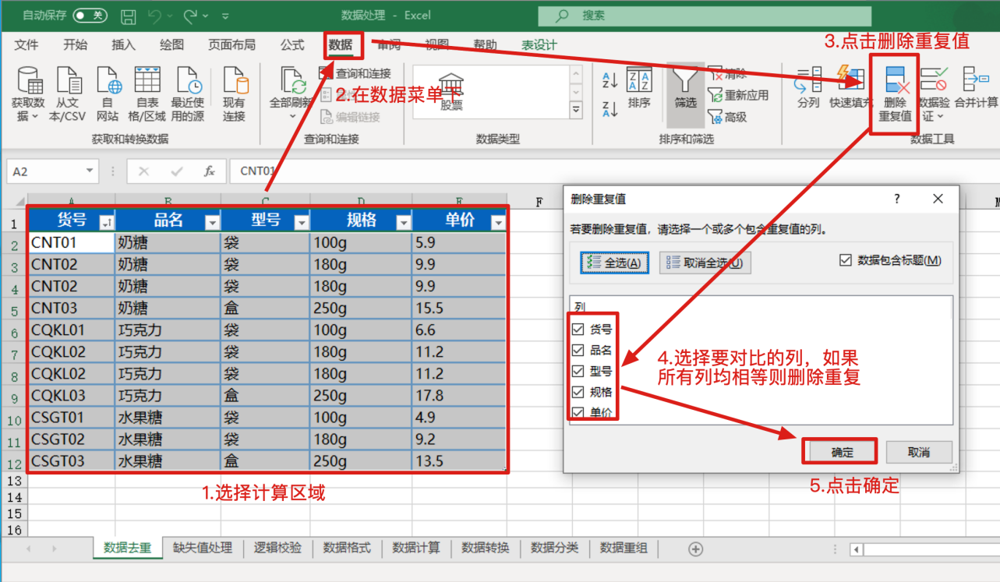 自动保存 关 数据处理 - Excel 搜索
文件 开始 插入 绘图 页面布局 公式 数据 审阅 视图 帮助 表设计
3.点击删除重复值
获取数据 从文本/CSV 自网站 自表格/区域 最近使用的源 现有连接
全部刷新 查询和连接 编辑链接
2.在数据菜单下
股票
排序 筛选 清除 重新应用 高级
分列 快速填充 删除重复值 数据验证 合并计算
获取和转换数据 查询和连接 数据类型 排序和筛选 数据工具
A2 fx CNT01
A B C D E F M
1 货号 品名 型号 规格 单价
2 CNT01 奶糖 袋 100g 5.9
3 CNT02 奶糖 袋 180g 9.9
4 CNT02 奶糖 袋 180g 9.9
5 CNT03 奶糖 盒 250g 15.5
6 CQKL01 巧克力 袋 100g 6.6
7 CQKL02 巧克力 袋 180g 11.2
8 CQKL02 巧克力 袋 180g 11.2
9 CQKL03 巧克力 盒 250g 17.8
10 CSGT01 水果糖 袋 100g 4.9
11 CSGT02 水果糖 袋 180g 9.2
12 CSGT03 水果糖 盒 250g 13.5
13
14
15
16
1.选择计算区域
删除重复值 ?
若要删除重复值，请选择一个或多个包含重复值的列。
全选(A) 取消全选(U) 数据包含标题(M)
列
货号
品名
型号
规格
单价
4.选择要对比的列，如果
所有列均相等则删除重复
确定 取消
5.点击确定
数据去重 缺失值处理 逻辑校验 数据格式 数据计算 数据转换 数据分类 数据重组